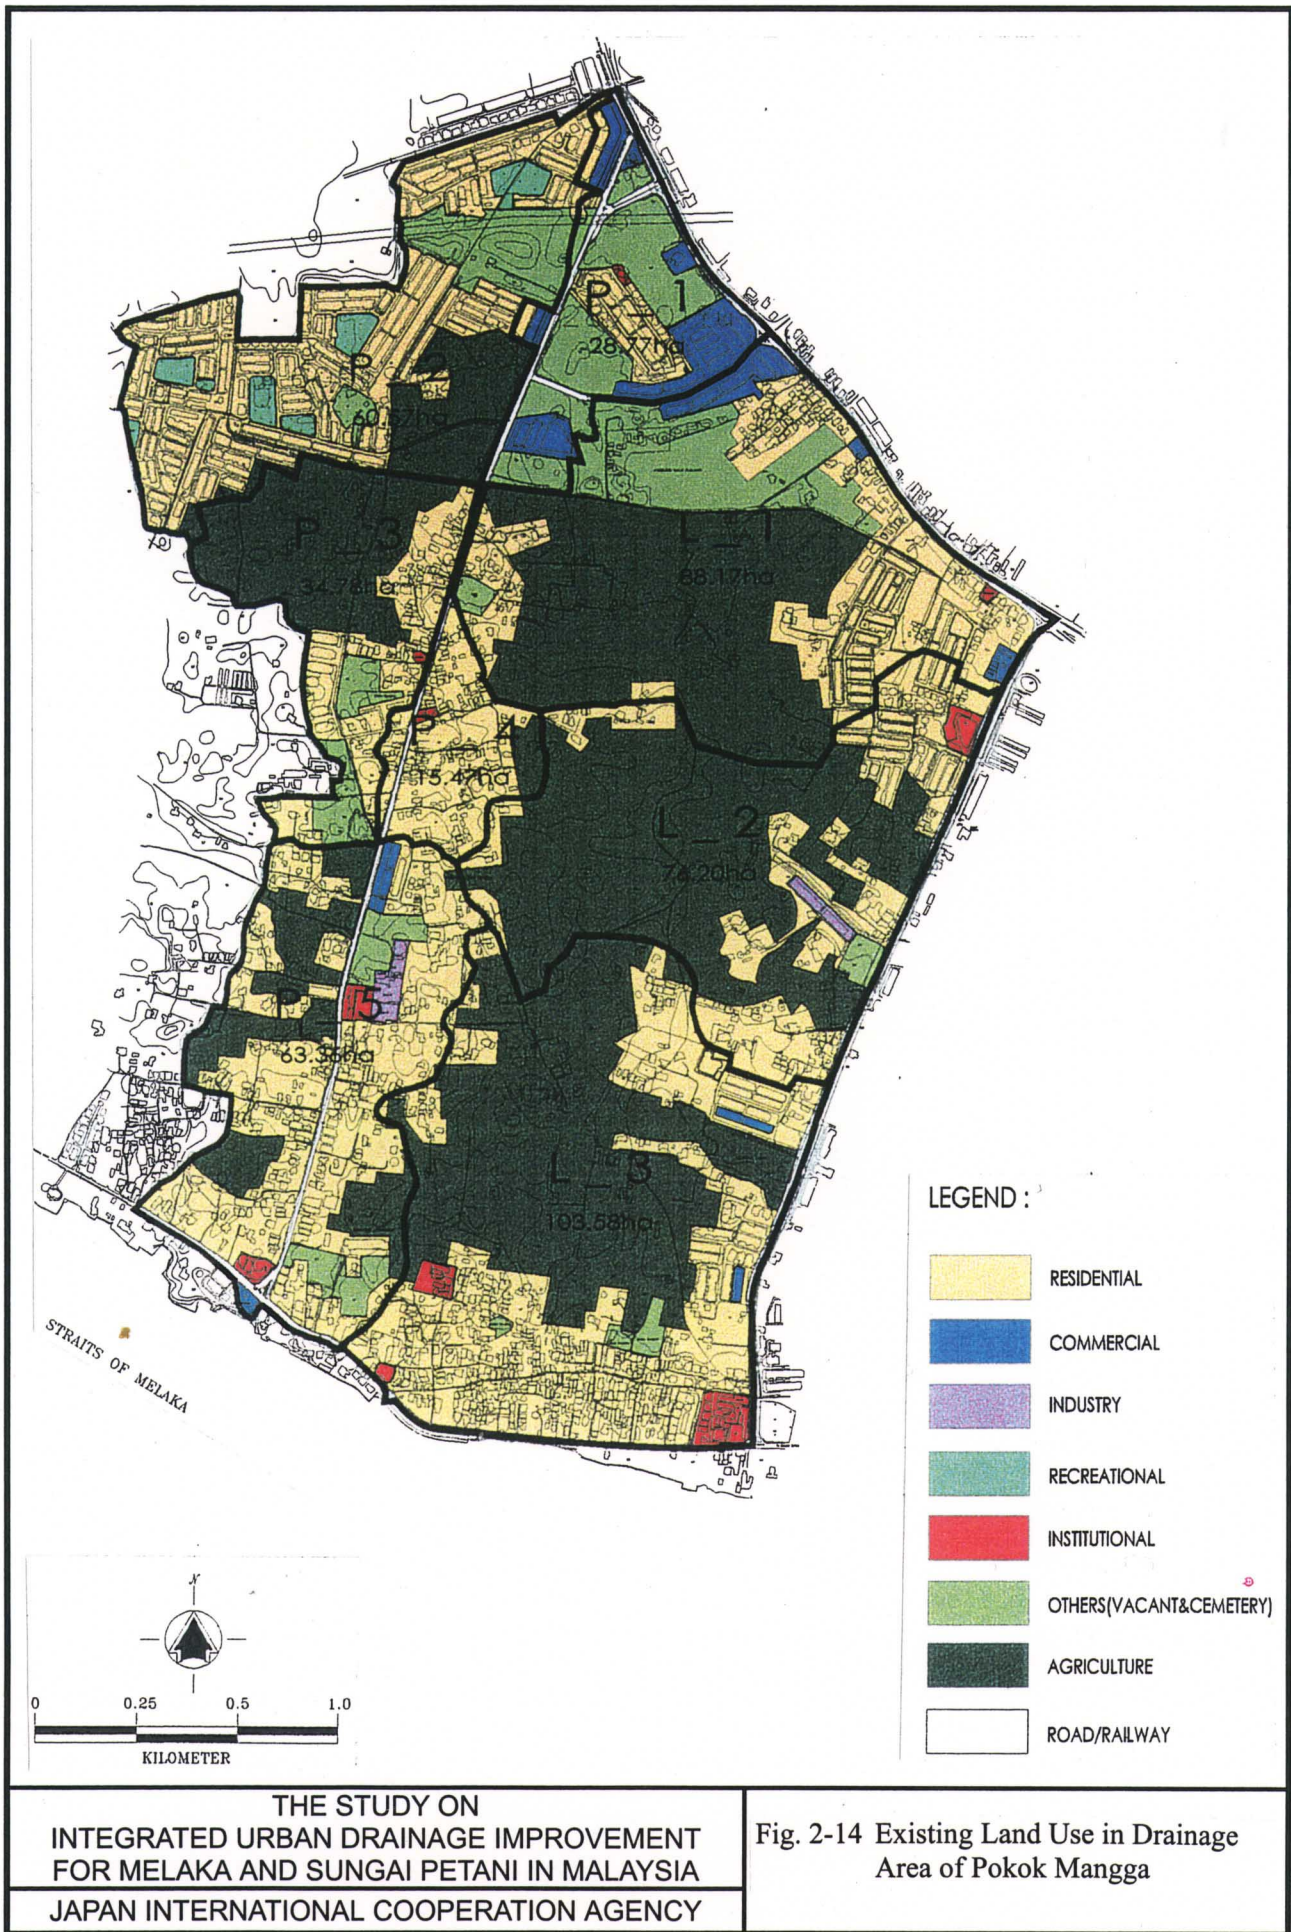 P_1
28.77ha
P_2
60.57ha
P_3
34.78ha
L_1
88.17ha
P_4
15.47ha
L_2
76.20ha
P_5
63.36ha
L_3
103.58ha
STRAITS OF MELAKA
LEGEND :
RESIDENTIAL
COMMERCIAL
INDUSTRY
RECREATIONAL
INSTITUTIONAL
OTHERS(VACANT&CEMETERY)
AGRICULTURE
ROAD/RAILWAY
N
0 0.25 0.5 1.0
KILOMETER
THE STUDY ON
INTEGRATED URBAN DRAINAGE IMPROVEMENT
FOR MELAKA AND SUNGAI PETANI IN MALAYSIA
JAPAN INTERNATIONAL COOPERATION AGENCY
Fig. 2-14 Existing Land Use in Drainage
Area of Pokok Mangga